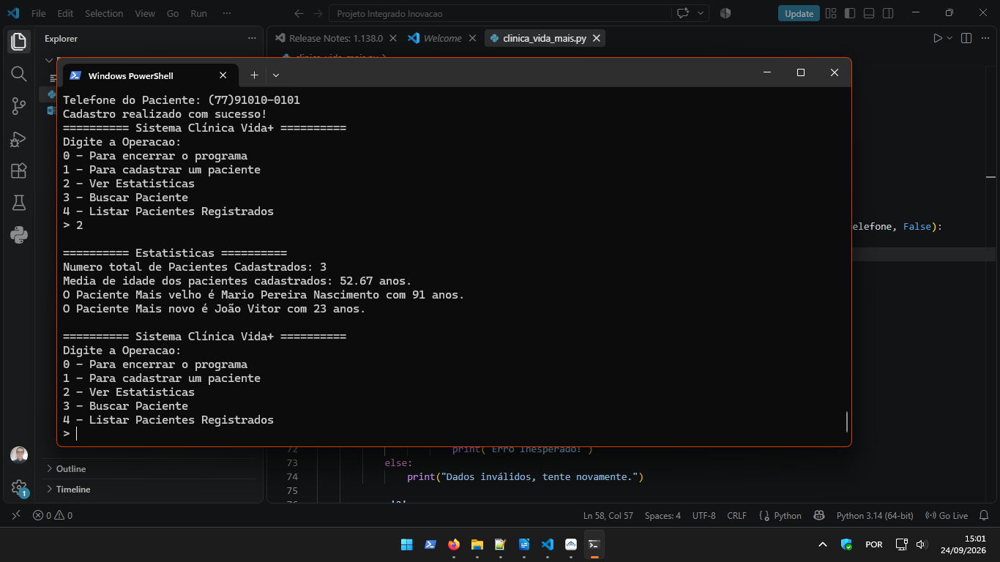 File Edit Selection View Go Run ··· Projeto Integrado Inovacao Update
Explorer ···
Release Notes: 1.138.0 Welcome clinica_vida_mais.py
Windows PowerShell
Telefone do Paciente: (77)91010-0101
Cadastro realizado com sucesso!
========== Sistema Clínica Vida+ ==========
Digite a Operacao:
0 - Para encerrar o programa
1 - Para cadastrar um paciente
2 - Ver Estatisticas
3 - Buscar Paciente
4 - Listar Pacientes Registrados
> 2
========== Estatisticas ==========
Numero total de Pacientes Cadastrados: 3
Media de idade dos pacientes cadastrados: 52.67 anos.
O Paciente Mais velho é Mario Pereira Nascimento com 91 anos.
O Paciente Mais novo é João Vitor com 23 anos.
========== Sistema Clínica Vida+ ==========
Digite a Operacao:
0 - Para encerrar o programa
1 - Para cadastrar um paciente
2 - Ver Estatisticas
3 - Buscar Paciente
4 - Listar Pacientes Registrados
>
elefone, False):
72 print("Erro Inesperado!")
73 else:
74 print("Dados inválidos, tente novamente.")
75
Outline
Timeline
1
0 0 Ln 58, Col 57 Spaces: 4 UTF-8 CRLF Python Python 3.14 (64-bit) Go Live
POR 15:01
24/09/2026